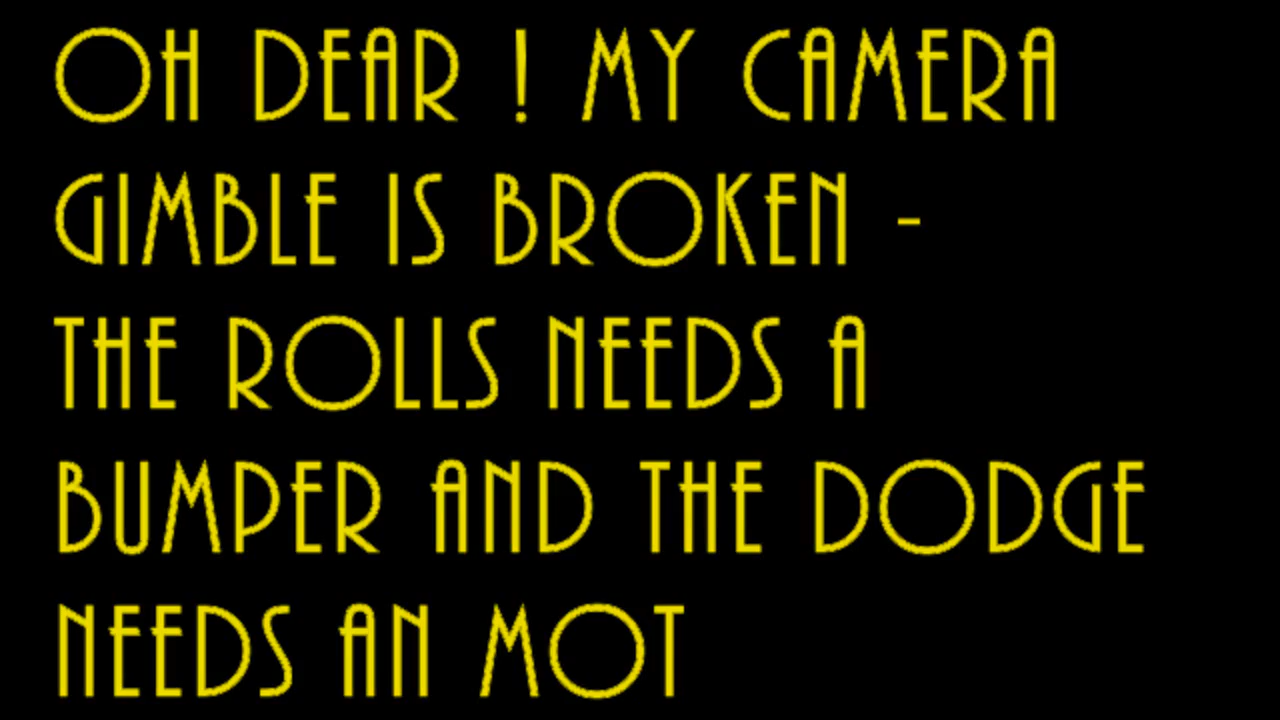 OH DEAR ! MY CAMERA
GIMBLE IS BROKEN -
THE ROLLS NEEDS A
BUMPER AND THE DODGE
NEEDS AN MOT